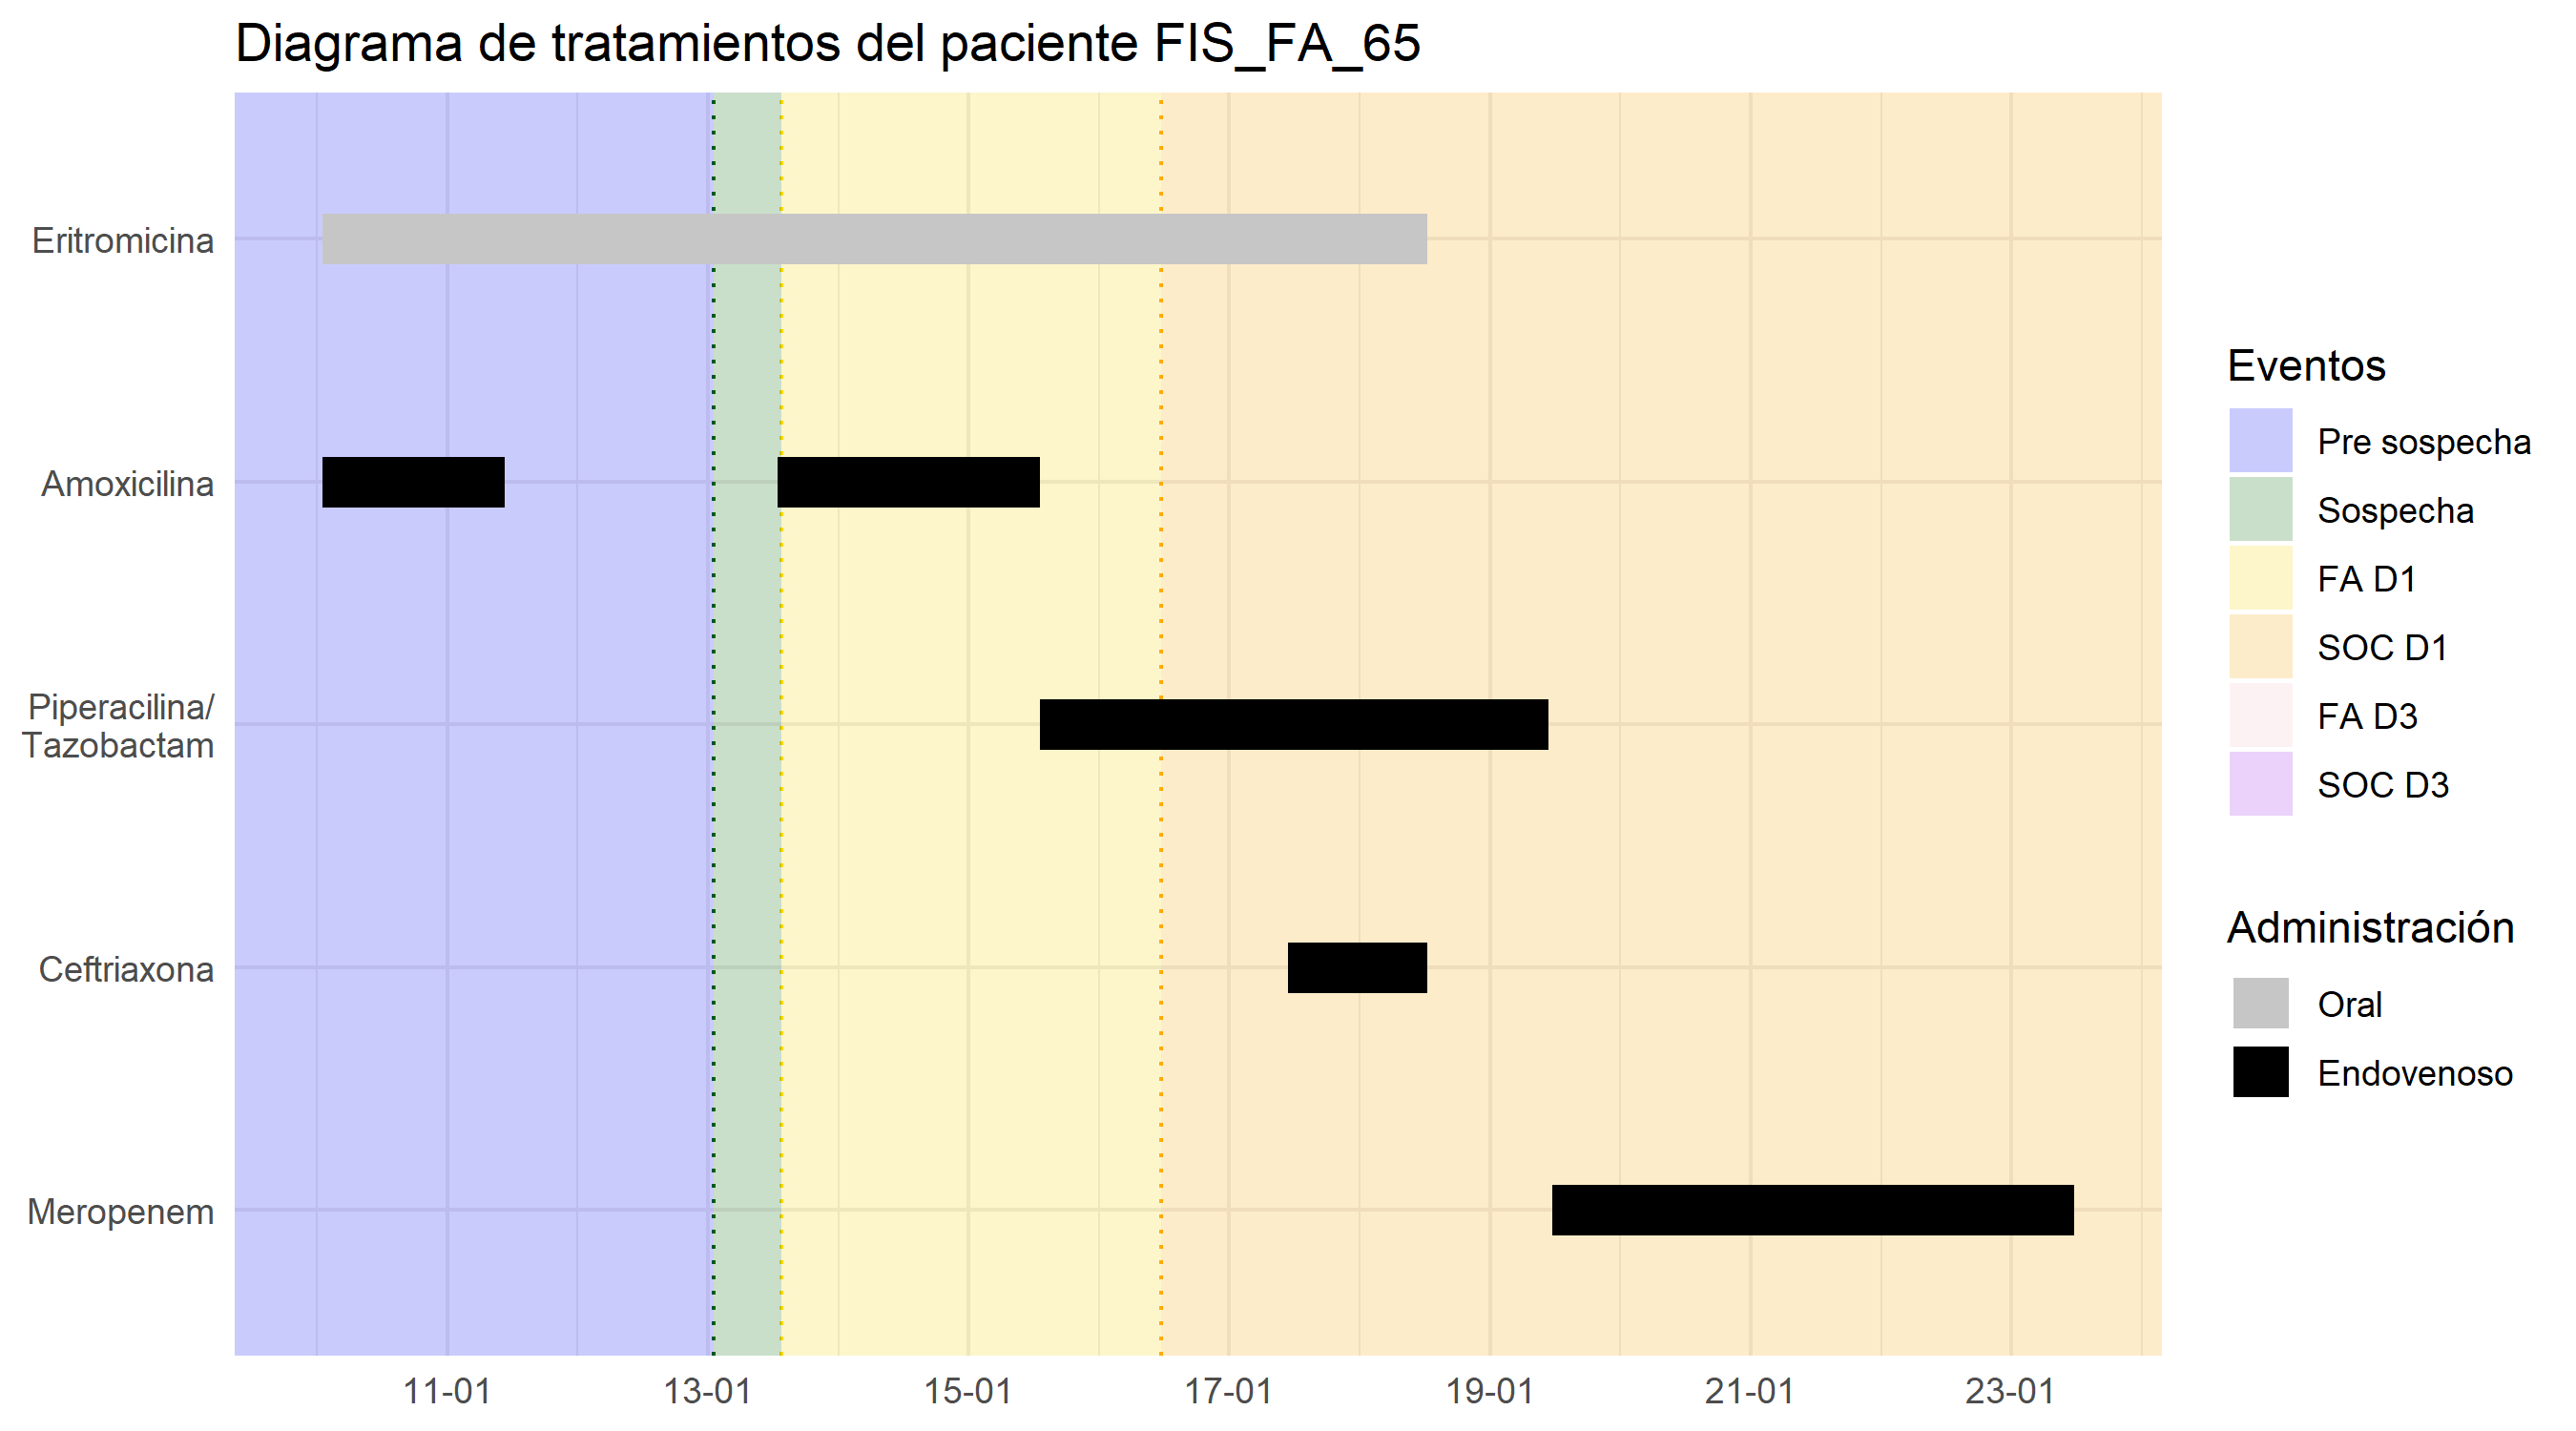 Diagrama de tratamientos del paciente FIS_FA_65
Eritromicina
Amoxicilina
Piperacilina/
Tazobactam
Ceftriaxona
Meropenem
11-01
13-01
15-01
17-01
19-01
21-01
23-01
Eventos
Pre sospecha
Sospecha
FA D1
SOC D1
FA D3
SOC D3
Administración
Oral
Endovenoso